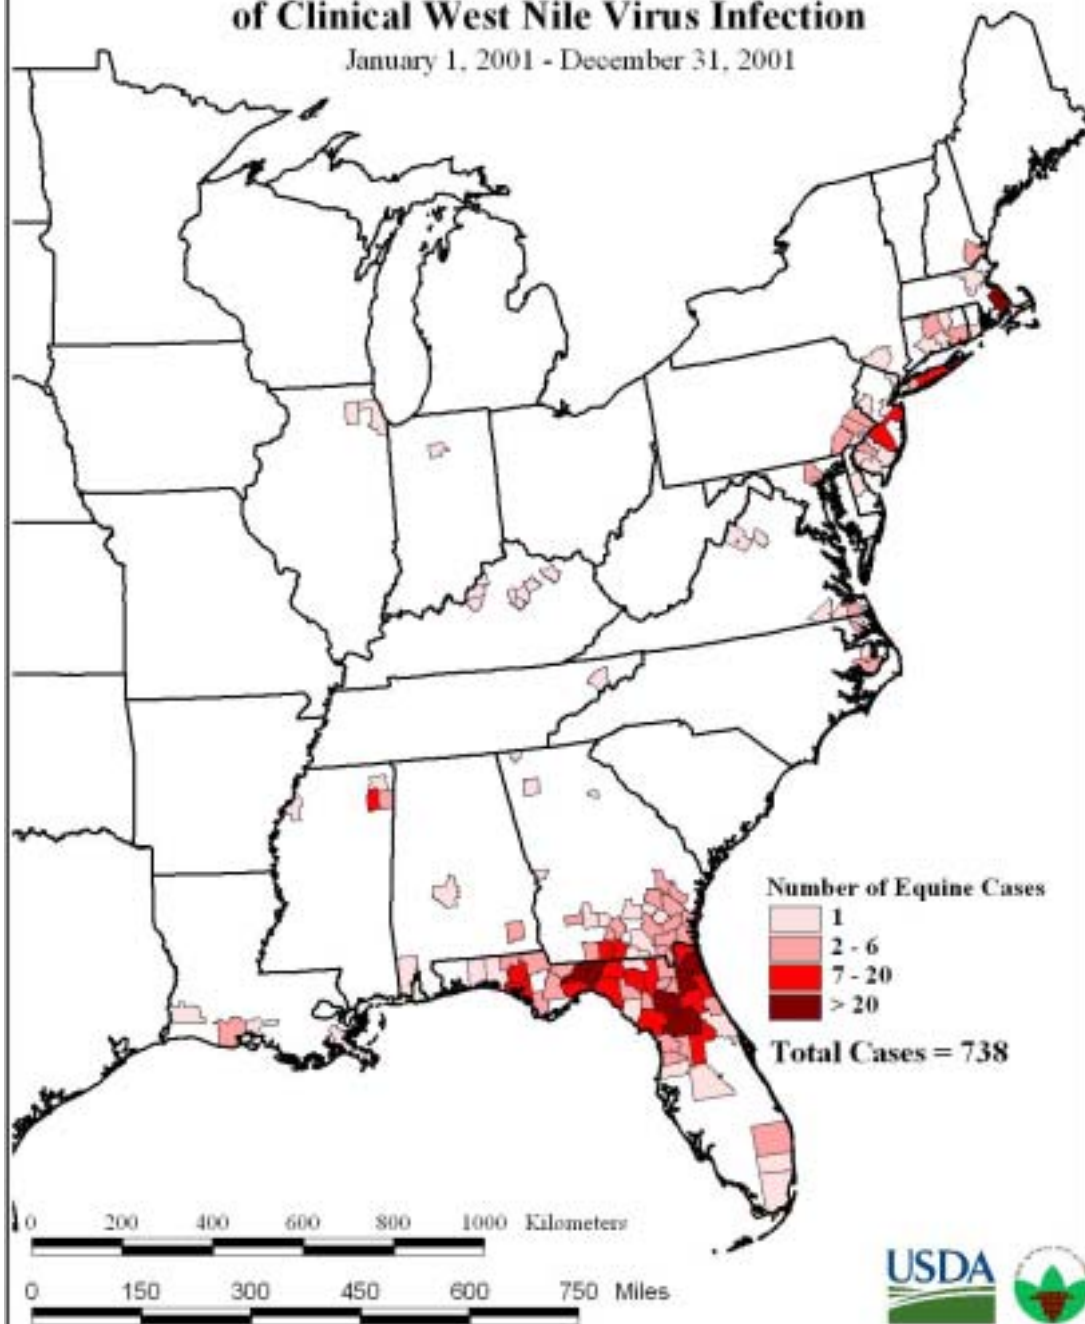 of Clinical West Nile Virus Infection
January 1, 2001 - December 31, 2001
Number of Equine Cases
1
2 - 6
7 - 20
> 20
Total Cases = 738
0 200 400 600 800 1000 Kilometers
0 150 300 450 600 750 Miles
USDA